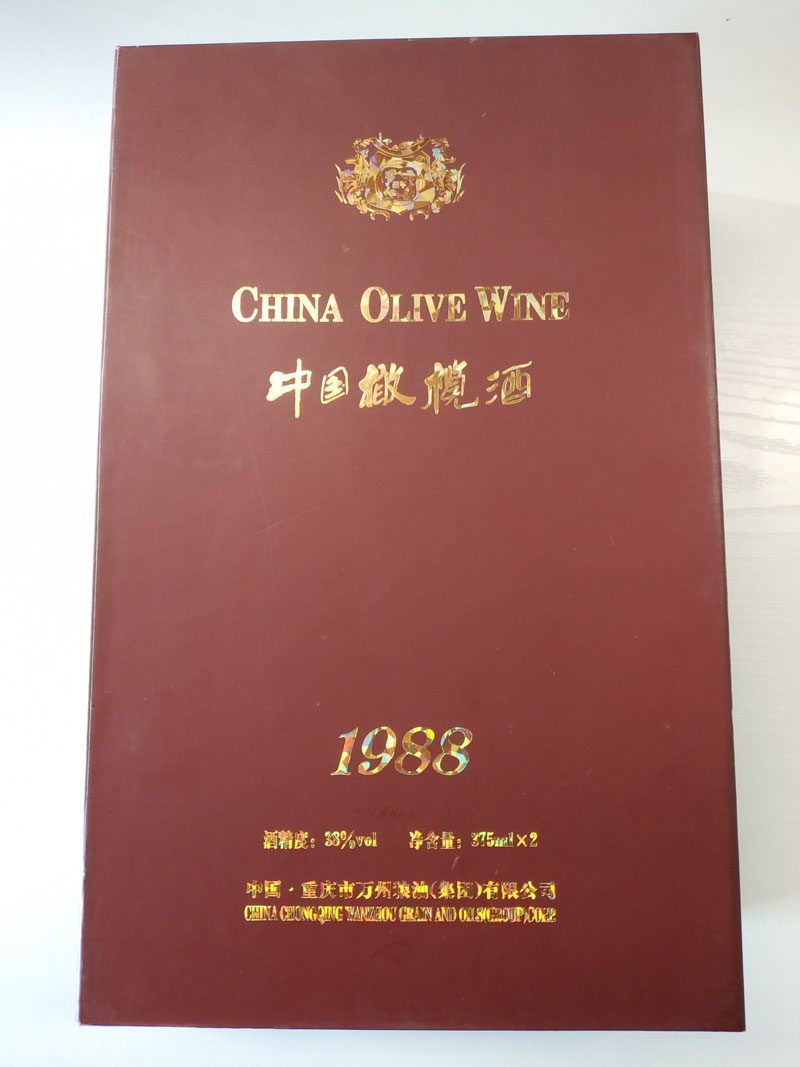 CHINA OLIVE WINE
中国橄榄酒
1988
酒精度：38%vol 净含量：375ml×2
中国·重庆市万州粮油(集团)有限公司
CHINA CHONGQING WANZHOU GRAIN AND OILS(GROUP)CORP.